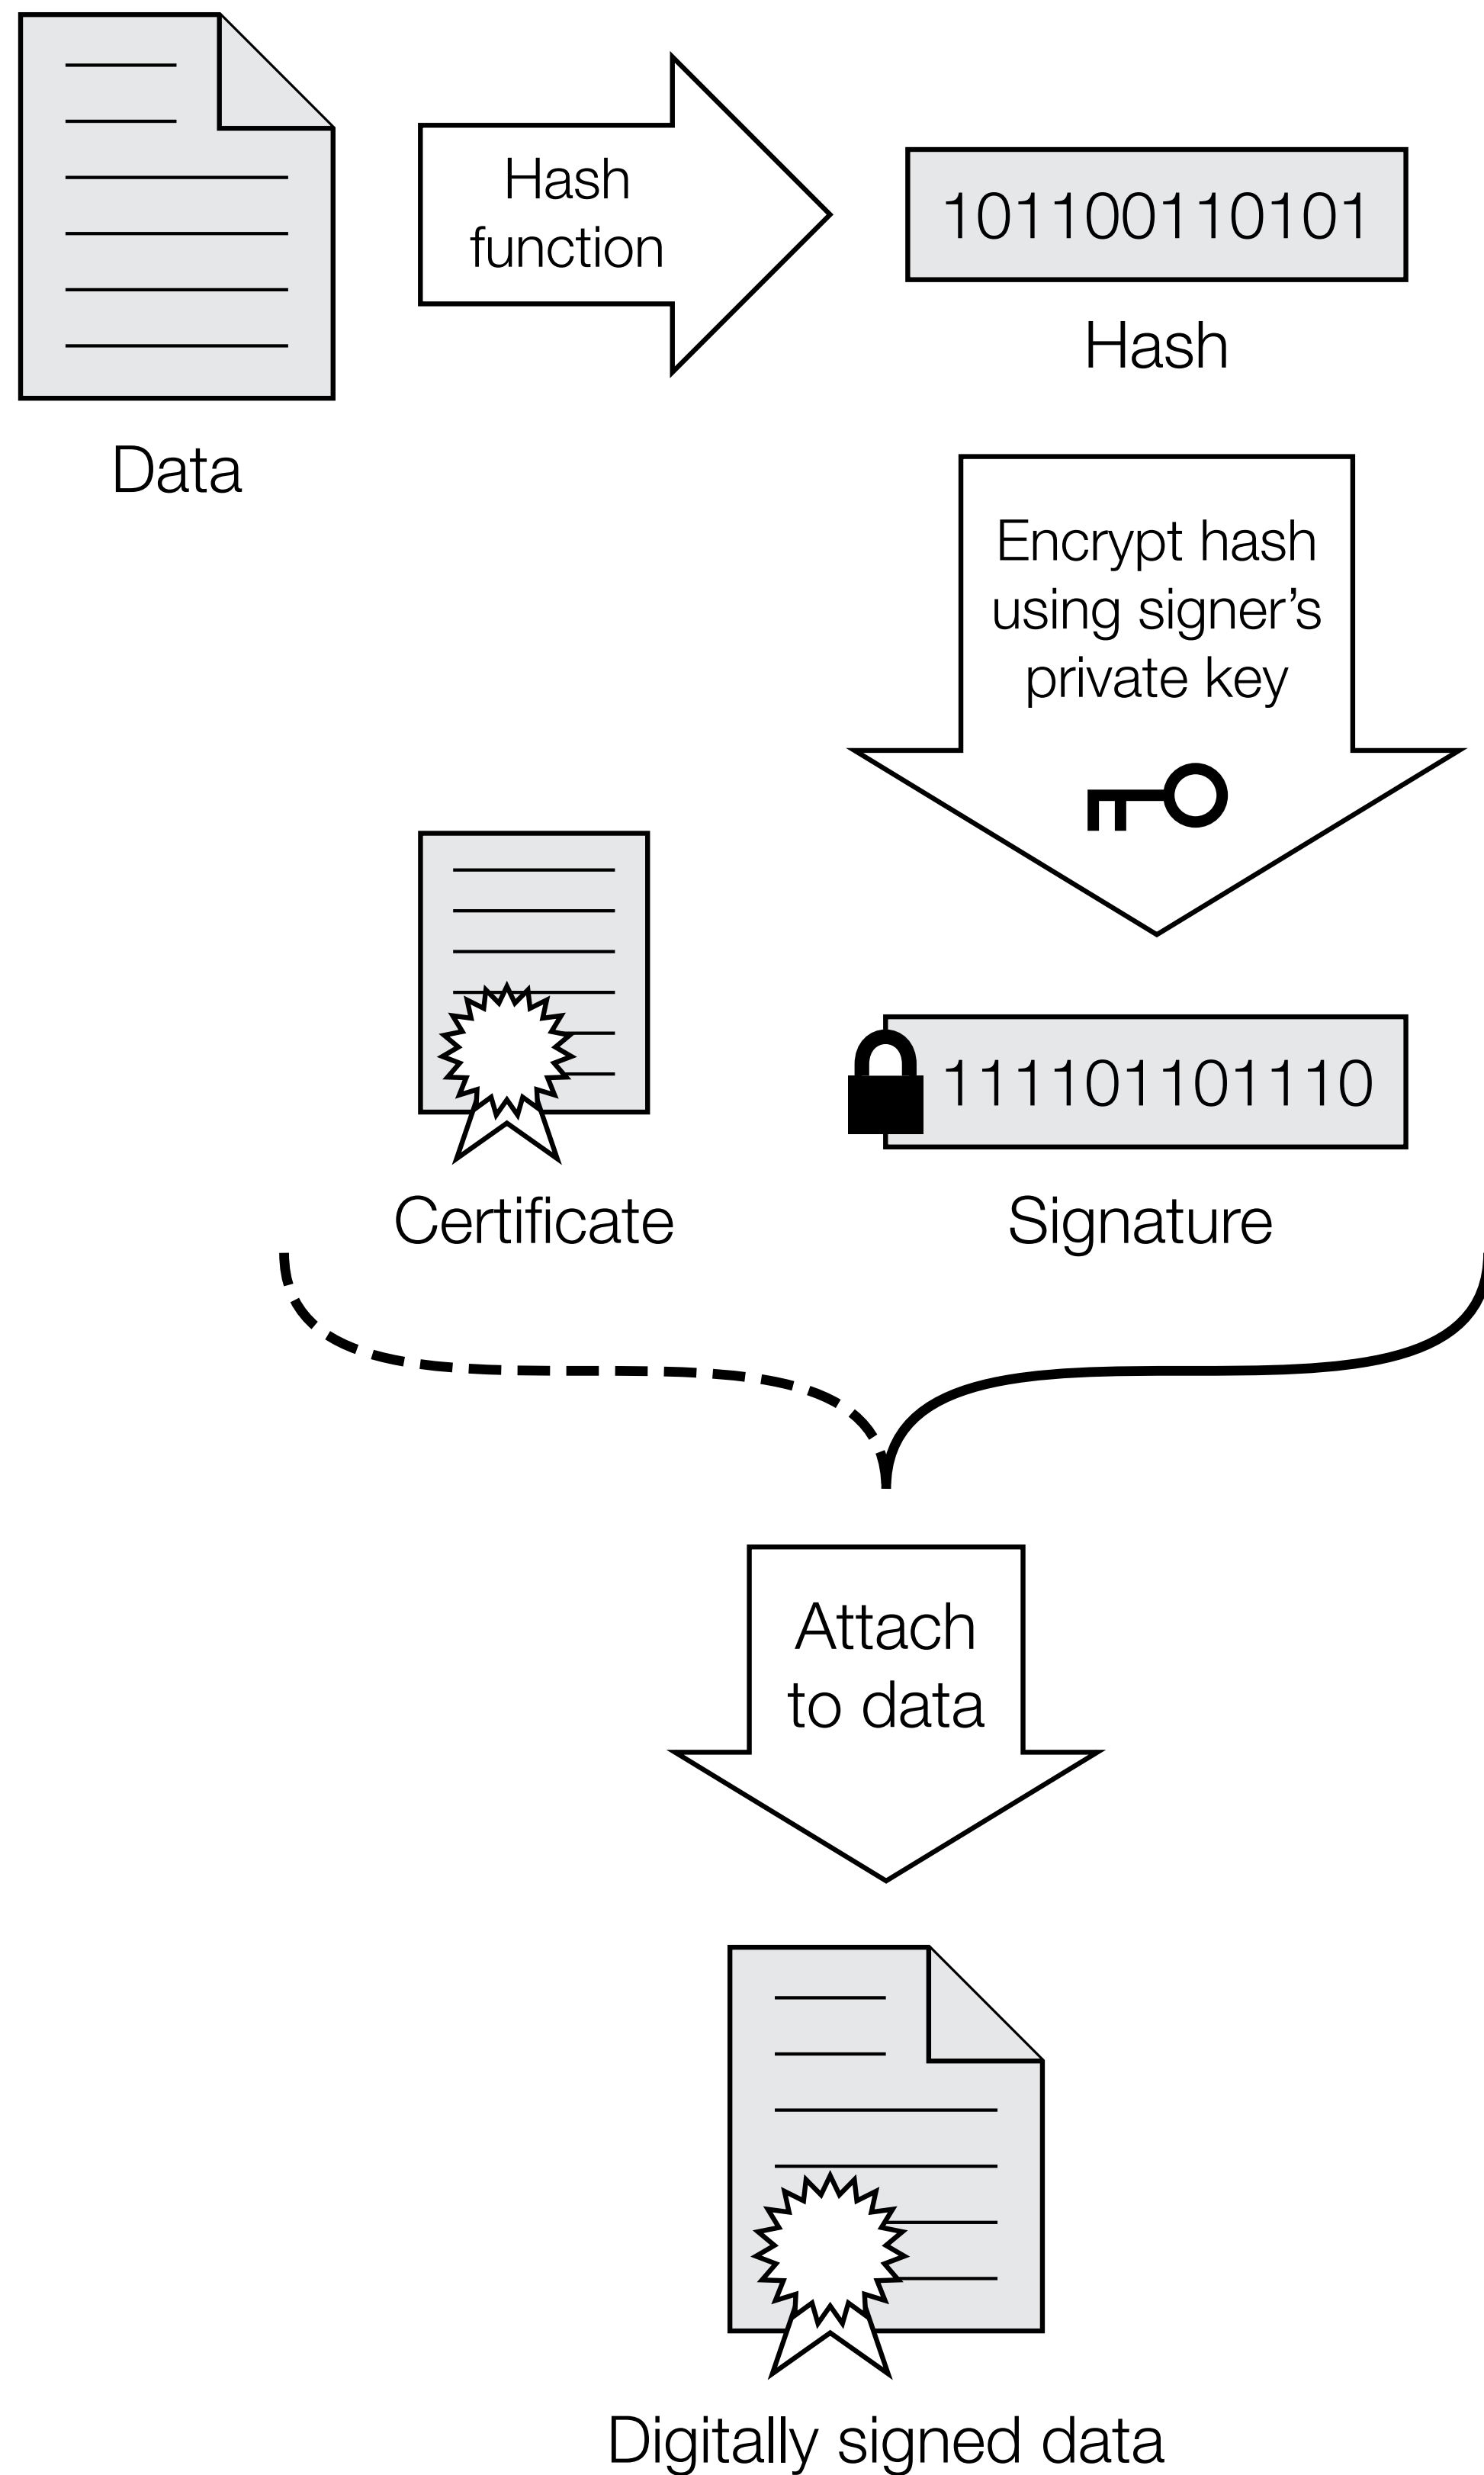 Hash
function
101100110101
Hash
Data
Encrypt hash
using signer’s
private key
111101101110
Certificate
Signature
Attach
to data
Digitally signed data